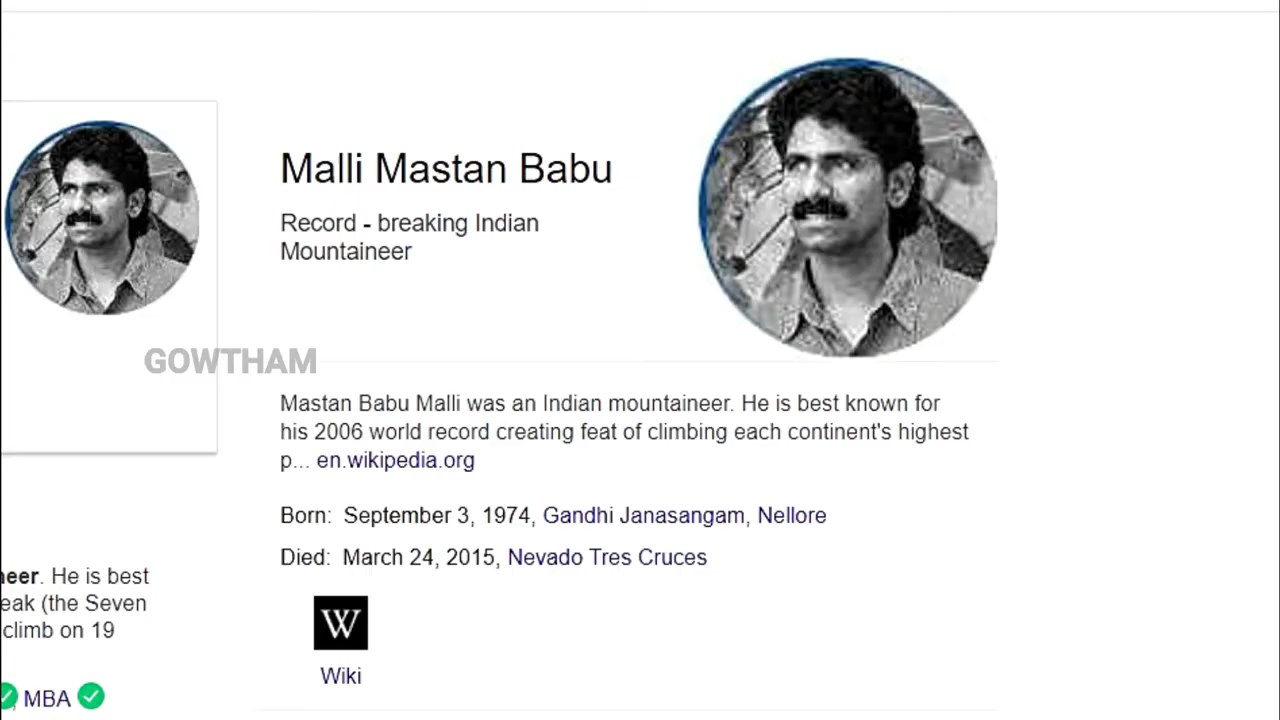 Malli Mastan Babu
Record - breaking Indian
Mountaineer
GOWTHAM
Mastan Babu Malli was an Indian mountaineer. He is best known for
his 2006 world record creating feat of climbing each continent's highest
p... en.wikipedia.org
Born: September 3, 1974, Gandhi Janasangam, Nellore
Died: March 24, 2015, Nevado Tres Cruces
W
Wiki
neer. He is best
eak (the Seven
climb on 19
, MBA